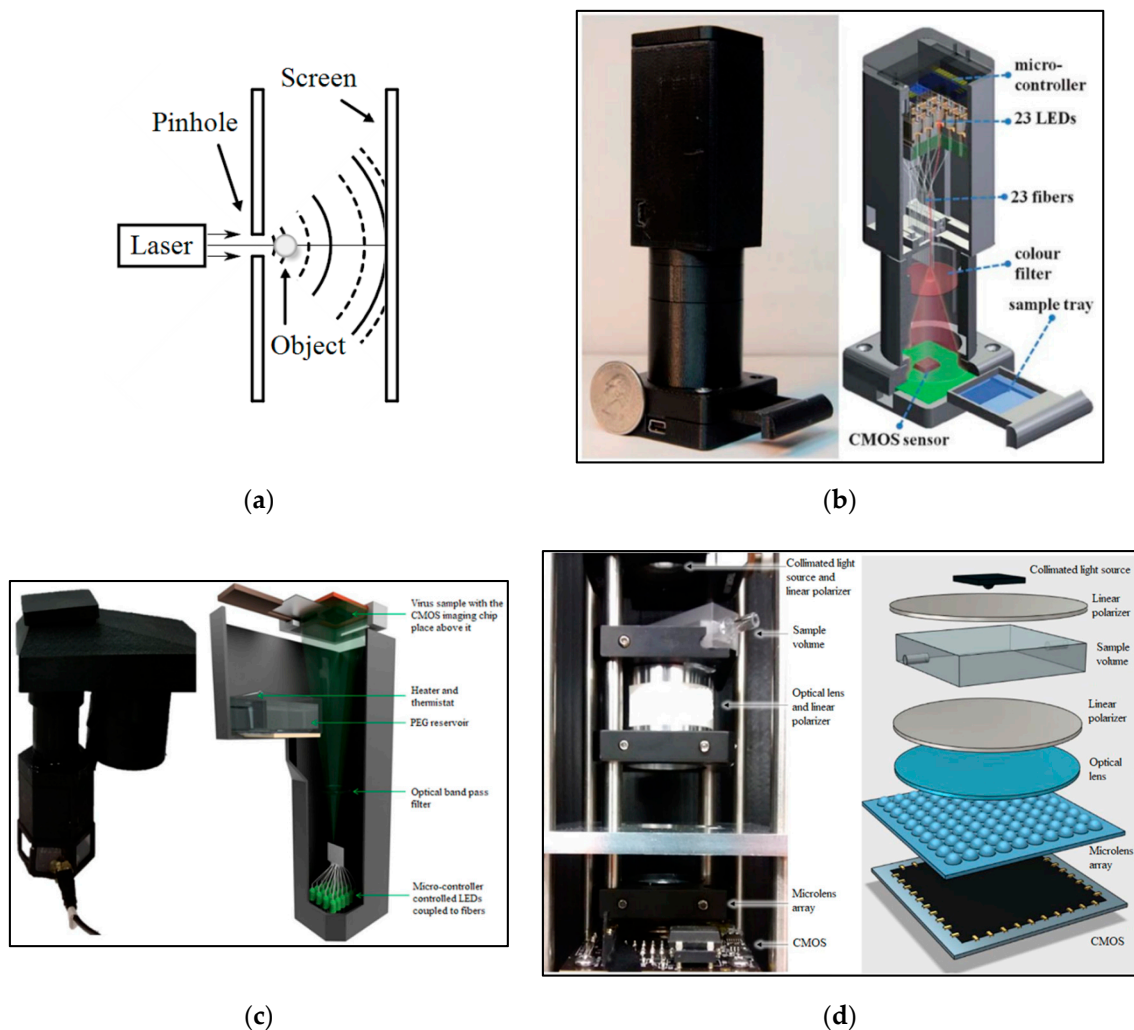 Screen
Pinhole
Laser
Object
(a)
micro-
controller
23 LEDs
23 fibers
colour
filter
sample tray
CMOS sensor
(b)
Virus sample with the
CMOS imaging chip
place above it
Heater and
thermistat
PEG reservoir
Optical band pass
filter
Micro-controller
controlled LEDs
coupled to fibers
(c)
Collimated light
source and
linear polarizer
Sample
volume
Optical lens
and linear
polarizer
Microlens
array
CMOS
Collimated light source
Linear
polarizer
Sample
volume
Linear
polarizer
Optical
lens
Microlens
array
CMOS
(d)